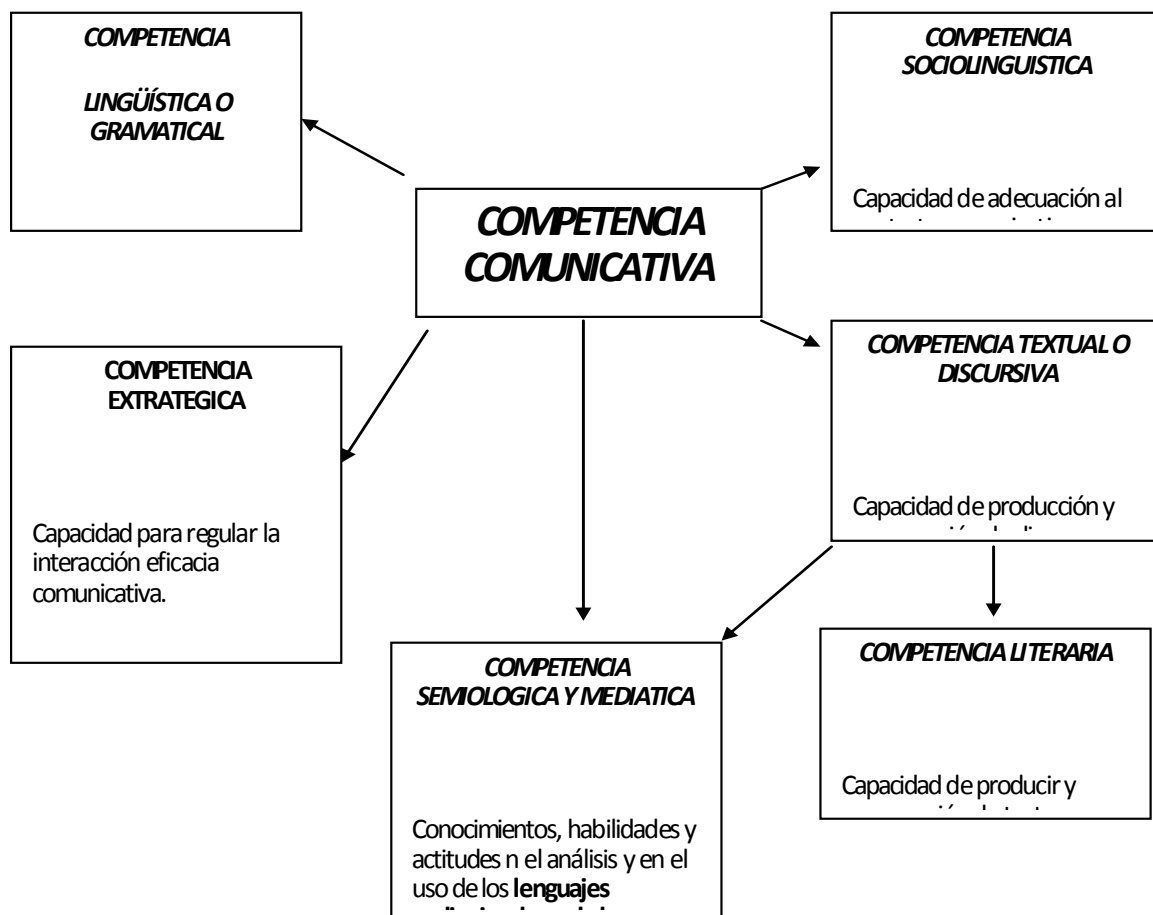 COMPETENCIA
LINGÜÍSTICA O
GRAMATICAL
COMPETENCIA
SOCIOLINGUISTICA
Capacidad de adecuación al
COMPETENCIA
COMUNICATIVA
COMPETENCIA
EXTRATEGICA
Capacidad para regular la
interacción eficacia
comunicativa.
COMPETENCIA TEXTUAL O
DISCURSIVA
Capacidad de producción y
COMPETENCIA
SEMIOLOGICA Y MEDIATICA
Conocimientos, habilidades y
actitudes n el análisis y en el
uso de los lenguajes
COMPETENCIA LITERARIA
Capacidad de producir y